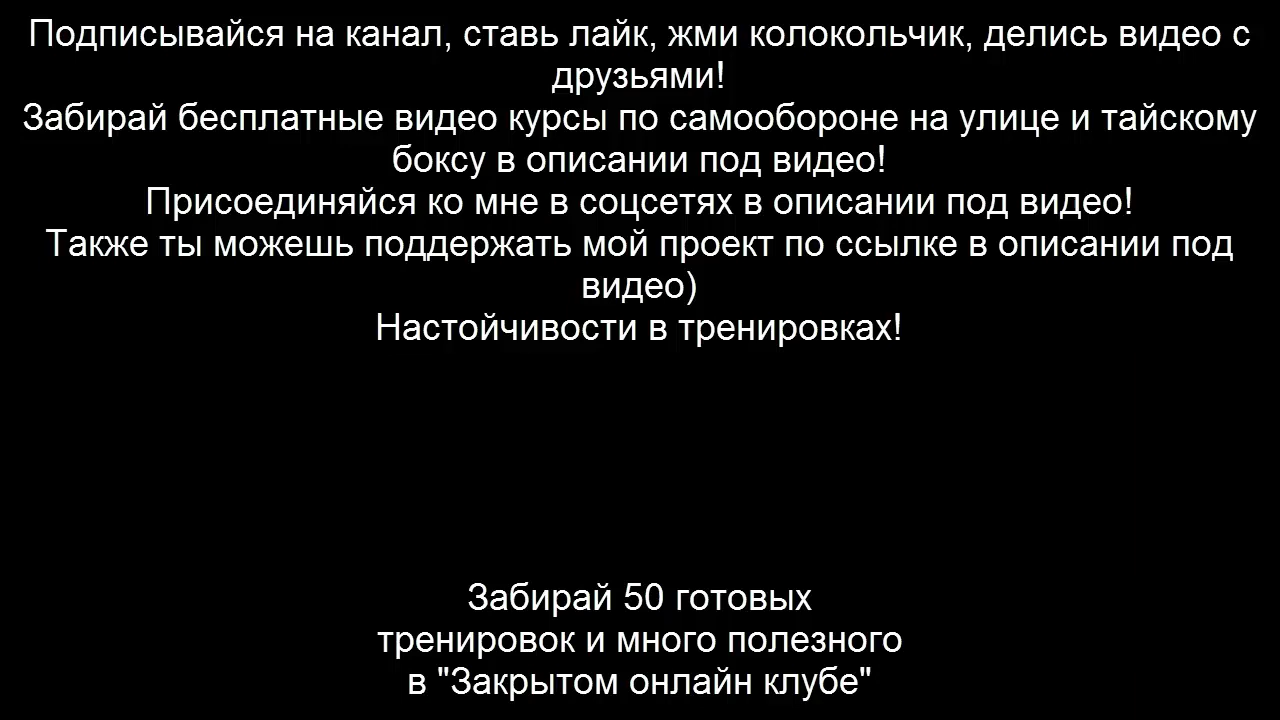 Подписывайся на канал, ставь лайк, жми колокольчик, делись видео с
друзьями!
Забирай бесплатные видео курсы по самообороне на улице и тайскому
боксу в описании под видео!
Присоединяйся ко мне в соцсетях в описании под видео!
Также ты можешь поддержать мой проект по ссылке в описании под
видео)
Настойчивости в тренировках!
Забирай 50 готовых
тренировок и много полезного
в "Закрытом онлайн клубе"